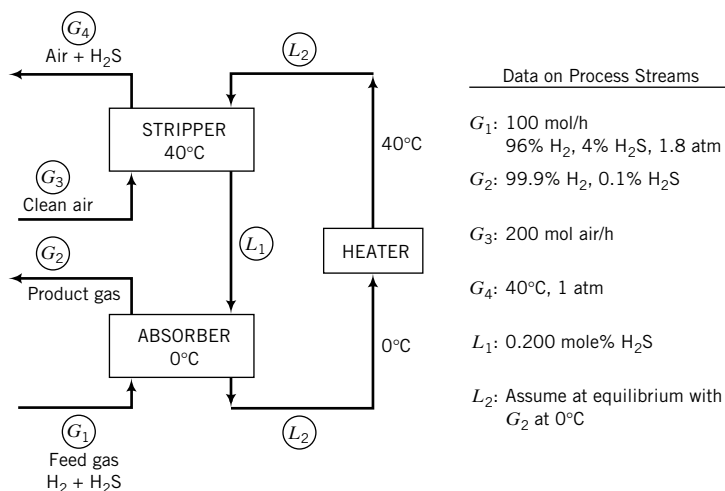 G4
Air + H2S
STRIPPER
40°C
G3
Clean air
G2
Product gas
ABSORBER
0°C
G1
Feed gas
H2 + H2S
L2
L1
40°C
HEATER
0°C
L2
Data on Process Streams
G1: 100 mol/h
96% H2, 4% H2S, 1.8 atm
G2: 99.9% H2, 0.1% H2S
G3: 200 mol air/h
G4: 40°C, 1 atm
L1: 0.200 mole% H2S
L2: Assume at equilibrium with
G2 at 0°C